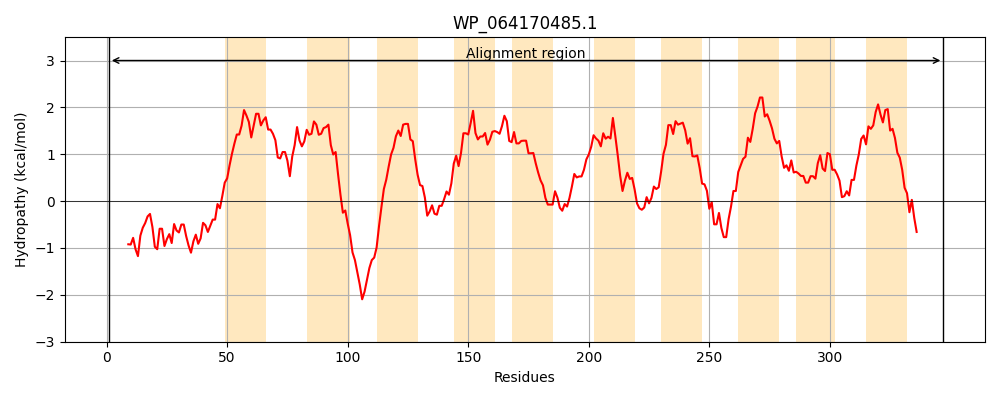 WP_064170485.1
Alignment region
3
2
1
0
−1
−2
−3
Hydropathy (kcal/mol)
0 50 100 150 200 250 300
Residues